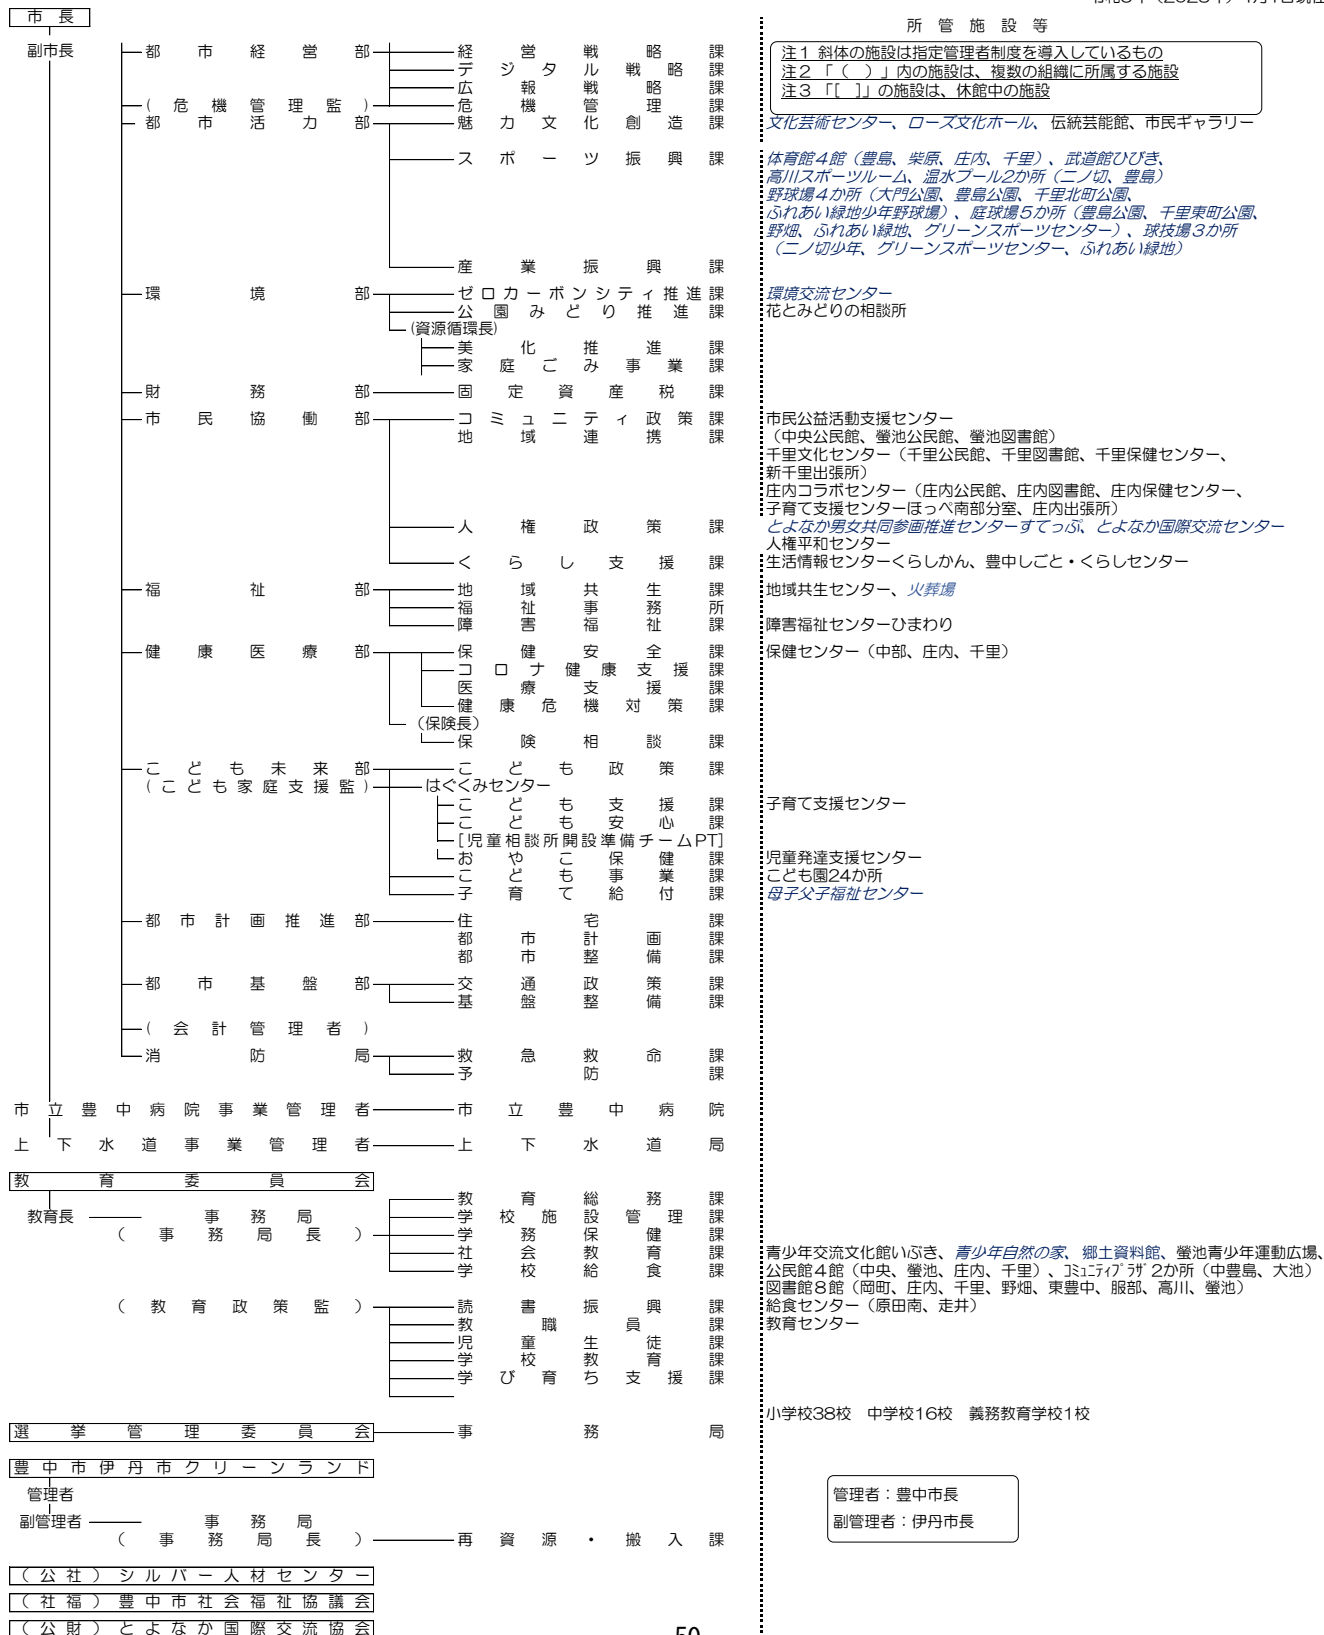 市長
所管施設等
副市長 都市経営部 経営戦略課
注1 斜体の施設は指定管理者制度を導入しているもの
デジタル戦略課
注2 「( )」内の施設は、複数の組織に所属する施設
広報戦略課
注3 「[ ]」の施設は、休館中の施設
(危機管理監) 危機管理課
都市活力部 魅力文化創造課 文化芸術センター、ローズ文化ホール、伝統芸能館、市民ギャラリー
スポーツ振興課 体育館4館(豊島、柴原、庄内、千里)、武道館ひびき、
高川スポーツルーム、温水プール2か所(二ノ切、豊島)
野球場4か所(大門公園、豊島公園、千里北町公園、
ふれあい緑地少年野球場)、庭球場5か所(豊島公園、千里東町公園、
野畑、ふれあい緑地、グリーンスポーツセンター)、球技場3か所
(二ノ切少年、グリーンスポーツセンター、ふれあい緑地)
産業振興課
環境部 ゼロカーボンシティ推進課 環境交流センター
公園みどり推進課 花とみどりの相談所
(資源循環長)
美化推進課
家庭ごみ事業課
財務部 固定資産税課
市民協働部 コミュニティ政策課 市民公益活動支援センター
地域連携課 (中央公民館、螢池公民館、螢池図書館)
千里文化センター(千里公民館、千里図書館、千里保健センター、
新千里出張所)
庄内コラボセンター(庄内公民館、庄内図書館、庄内保健センター、
子育て支援センターほっぺ南部分室、庄内出張所)
人権政策課 とよなか男女共同参画推進センターすてっぷ、とよなか国際交流センター
人権平和センター
くらし支援課 生活情報センターくらしかん、豊中しごと・くらしセンター
福祉部 地域共生課 地域共生センター、火葬場
福祉事務所
障害福祉課 障害福祉センターひまわり
健康医療部 保健安全課 保健センター(中部、庄内、千里)
コロナ健康支援課
医療支援課
健康危機対策課
(保険長)
保険相談課
こども未来部 こども政策課
(こども家庭支援監) はぐくみセンター
こども支援課 子育て支援センター
こども安心課
[児童相談所開設準備チームPT]
おやこ保健課 児童発達支援センター
こども事業課 こども園24か所
子育て給付課 母子父子福祉センター
都市計画推進部 住宅課
都市計画課
都市整備課
都市基盤部 交通政策課
基盤整備課
(会計管理者)
消防局 救急救命課
予防課
市立豊中病院事業管理者 市立豊中病院
上下水道事業管理者 上下水道局
教育委員会
教育総務課
教育長 事務局 学校施設管理課
(事務局長) 学務保健課
社会教育課 青少年交流文化館いぶき、青少年自然の家、郷土資料館、螢池青少年運動広場、
学校給食課 公民館4館(中央、螢池、庄内、千里)、コミュニティプラザ2か所(中豊島、大池)
図書館8館(岡町、庄内、千里、野畑、東豊中、服部、高川、螢池)
(教育政策監) 読書振興課 給食センター(原田南、走井)
教職員課 教育センター
児童生徒課
学校教育課
学び育ち支援課
小学校38校 中学校16校 義務教育学校1校
選挙管理委員会 事務局
豊中市伊丹市クリーンランド
管理者 管理者:豊中市長
副管理者 事務局 副管理者:伊丹市長
(事務局長) 再資源・搬入課
(公社)シルバー人材センター
(社福)豊中市社会福祉協議会
(公財)とよなか国際交流協会